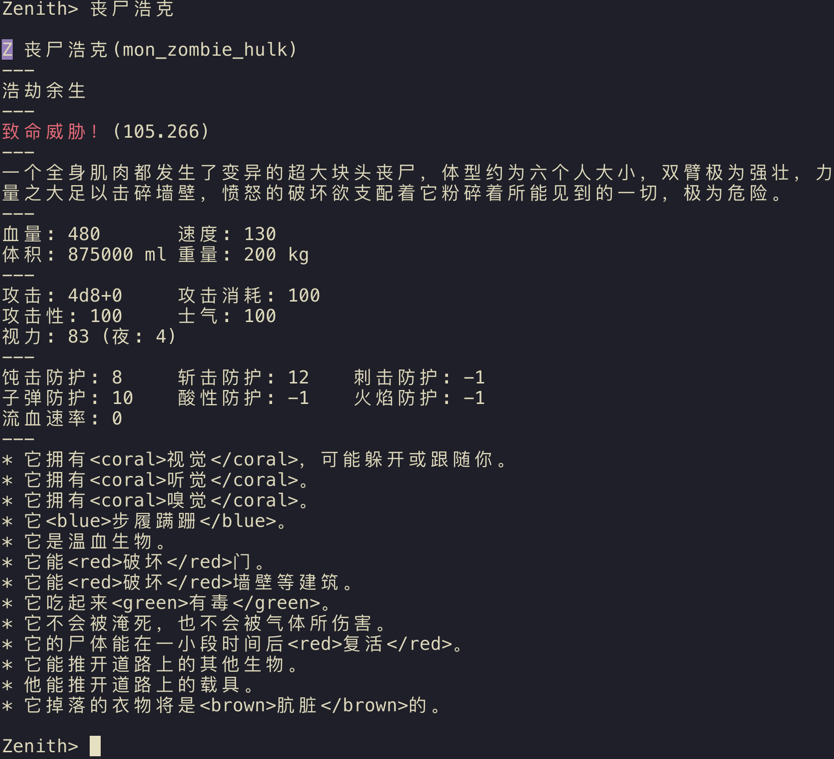 Zenith> 丧尸浩克
Z 丧尸浩克(mon_zombie_hulk)
---
浩劫余生
---
致命威胁! (105.266)
---
一个全身肌肉都发生了变异的超大块头丧尸，体型约为六个人大小，双臂极为强壮，力
量之大足以击碎墙壁，愤怒的破坏欲支配着它粉碎着所能见到的一切，极为危险。
---
血量: 480 速度: 130
体积: 875000 ml 重量: 200 kg
---
攻击: 4d8+0 攻击消耗: 100
攻击性: 100 士气: 100
视力: 83 (夜: 4)
---
钝击防护: 8 斩击防护: 12 刺击防护: -1
子弹防护: 10 酸性防护: -1 火焰防护: -1
流血速率: 0
---
* 它拥有<coral>视觉</coral>，可能躲开或跟随你。
* 它拥有<coral>听觉</coral>。
* 它拥有<coral>嗅觉</coral>。
* 它<blue>步履蹒跚</blue>。
* 它是温血生物。
* 它能<red>破坏</red>门。
* 它能<red>破坏</red>墙壁等建筑。
* 它吃起来<green>有毒</green>。
* 它不会被淹死，也不会被气体所伤害。
* 它的尸体能在一小段时间后<red>复活</red>。
* 它能推开道路上的其他生物。
* 他能推开道路上的载具。
* 它掉落的衣物将是<brown>肮脏</brown>的。
Zenith>